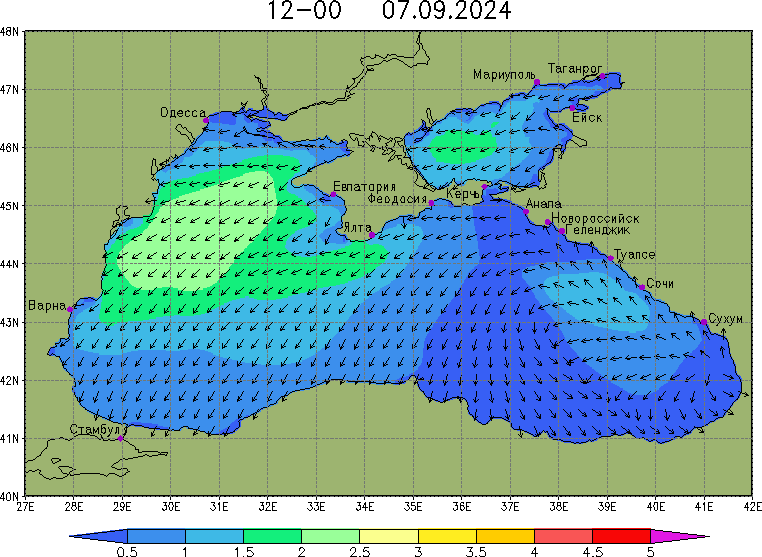 12-00 07.09.2024
48N
Таганрог
Мариуполь
47N
Одесса
Ейск
46N
Евпатория
Керчь
Феодосия
Анапа
45N
Новороссийск
Ялта
Геленджик
Туапсе
44N
Сочи
Варна
Сухум
43N
42N
Стамбул
41N
40N
27E 28E 29E 30E 31E 32E 33E 34E 35E 36E 37E 38E 39E 40E 41E 42E
0.5 1 1.5 2 2.5 3 3.5 4 4.5 5